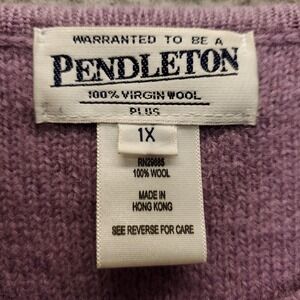 WARRANTED TO BE A
PENDLETON
100% VIRGIN WOOL
PLUS
1X
RN29685
100% WOOL
MADE IN
HONG KONG
SEE REVERSE FOR CARE